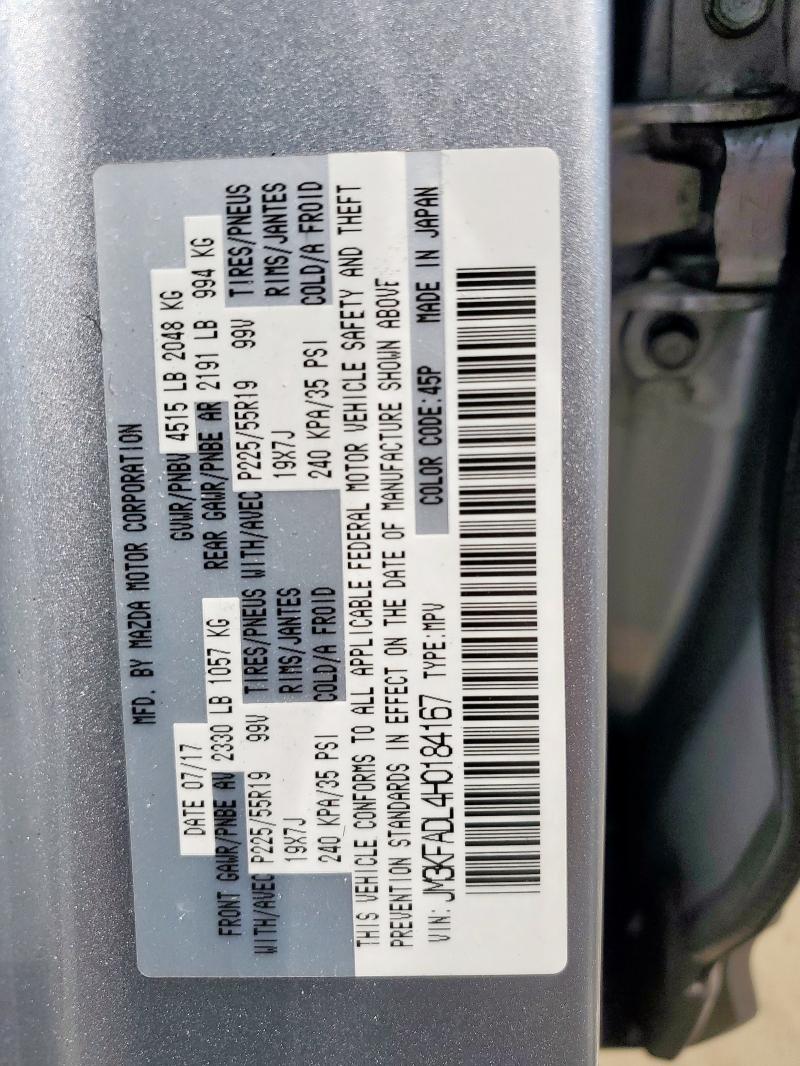 MFD. BY MAZDA MOTOR CORPORATION
DATE 07/17 GVWR/PNBV 4515 LB 2048 KG
FRONT GAWR/PNBE AV 2330 LB 1057 KG REAR GAWR/PNBE AR 2191 LB 994 KG
WITH/AVEC P225/55R19 99V TIRES/PNEUS WITH/AVEC P225/55R19 99V TIRES/PNEUS
19X7J RIMS/JANTES 19X7J RIMS/JANTES
240 KPA/35 PSI COLD/A FROID 240 KPA/35 PSI COLD/A FROID
THIS VEHICLE CONFORMS TO ALL APPLICABLE FEDERAL MOTOR VEHICLE SAFETY AND THEFT
PREVENTION STANDARDS IN EFFECT ON THE DATE OF MANUFACTURE SHOWN ABOVE
VIN: JM3KFADL4H0184167 TYPE:MPV COLOR CODE:45P MADE IN JAPAN